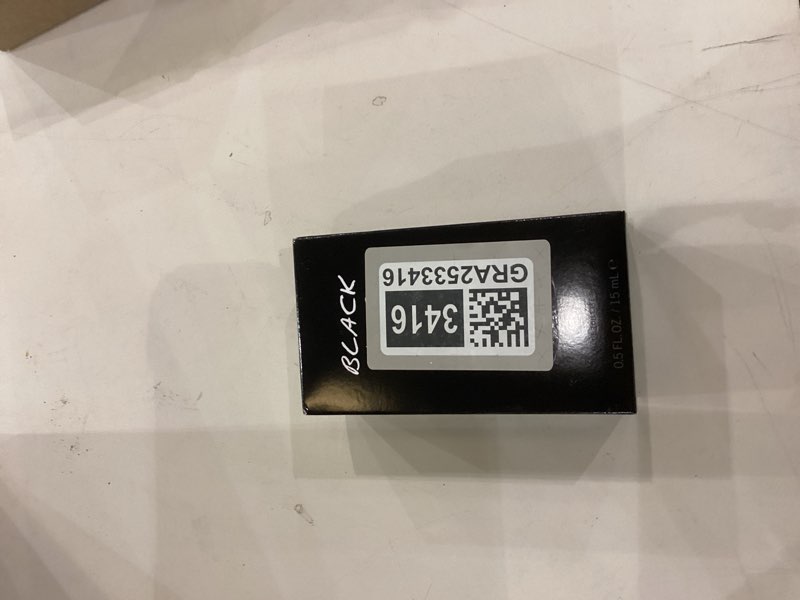 BLACK
GRA2533416
3416
0.5 FL.OZ. / 15 mL ℮